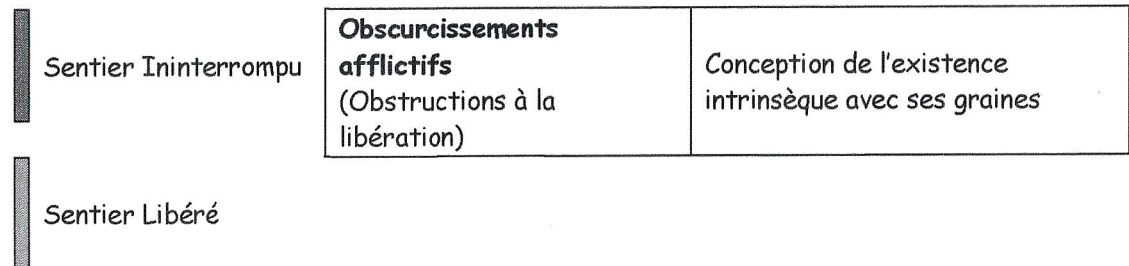 Sentier Ininterrompu
Obscurcissements
afflictifs
(Obstructions à la
libération)
Conception de l'existence
intrinsèque avec ses graines
Sentier Libéré